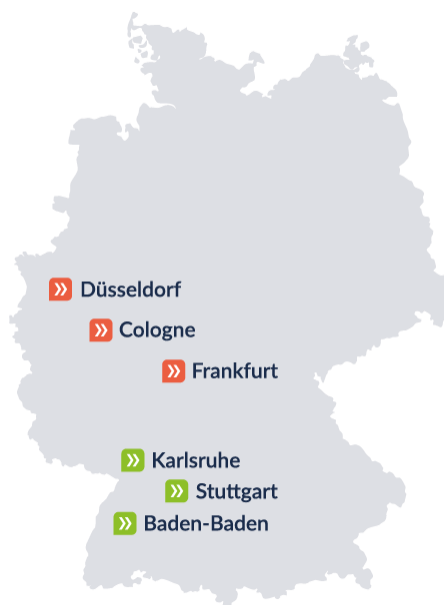 Düsseldorf
Cologne
Frankfurt
Karlsruhe
Stuttgart
Baden-Baden